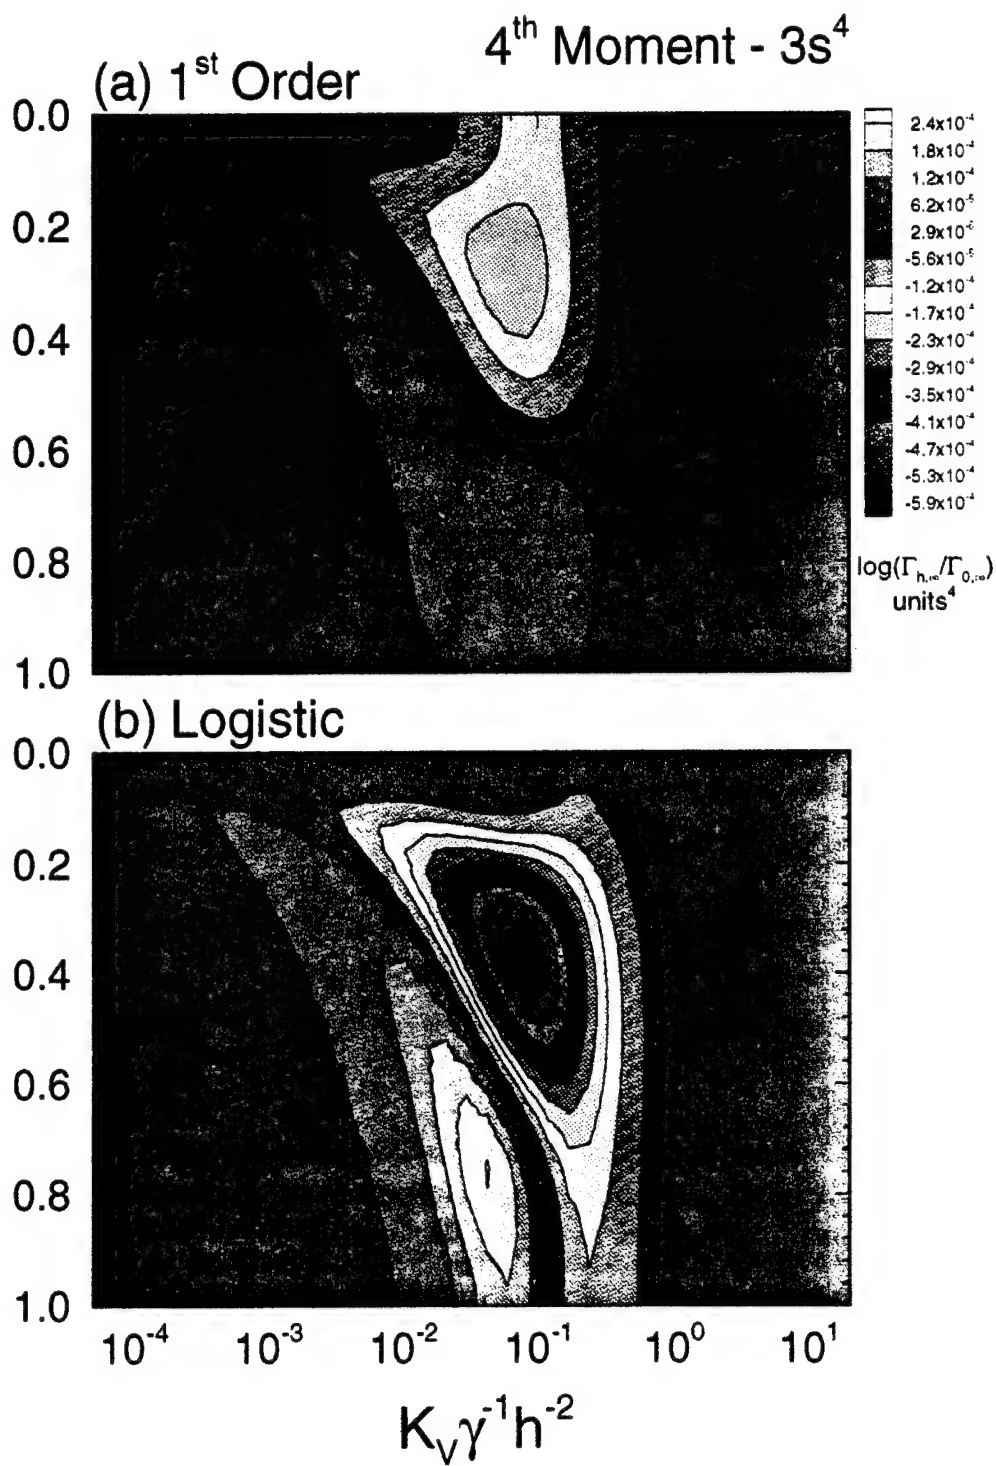 4th Moment - 3s4
(a) 1st Order
0.0
0.2
0.4
0.6
0.8
1.0
2.4x10-4
1.8x10-4
1.2x10-4
6.2x10-5
2.9x10-6
-5.6x10-5
-1.2x10-4
-1.7x10-4
-2.3x10-4
-2.9x10-4
-3.5x10-4
-4.1x10-4
-4.7x10-4
-5.3x10-4
-5.9x10-4
log(Γh,∞/Γ0,∞)
units4
(b) Logistic
0.0
0.2
0.4
0.6
0.8
1.0
10-4 10-3 10-2 10-1 100 101
KVγ-1h-2